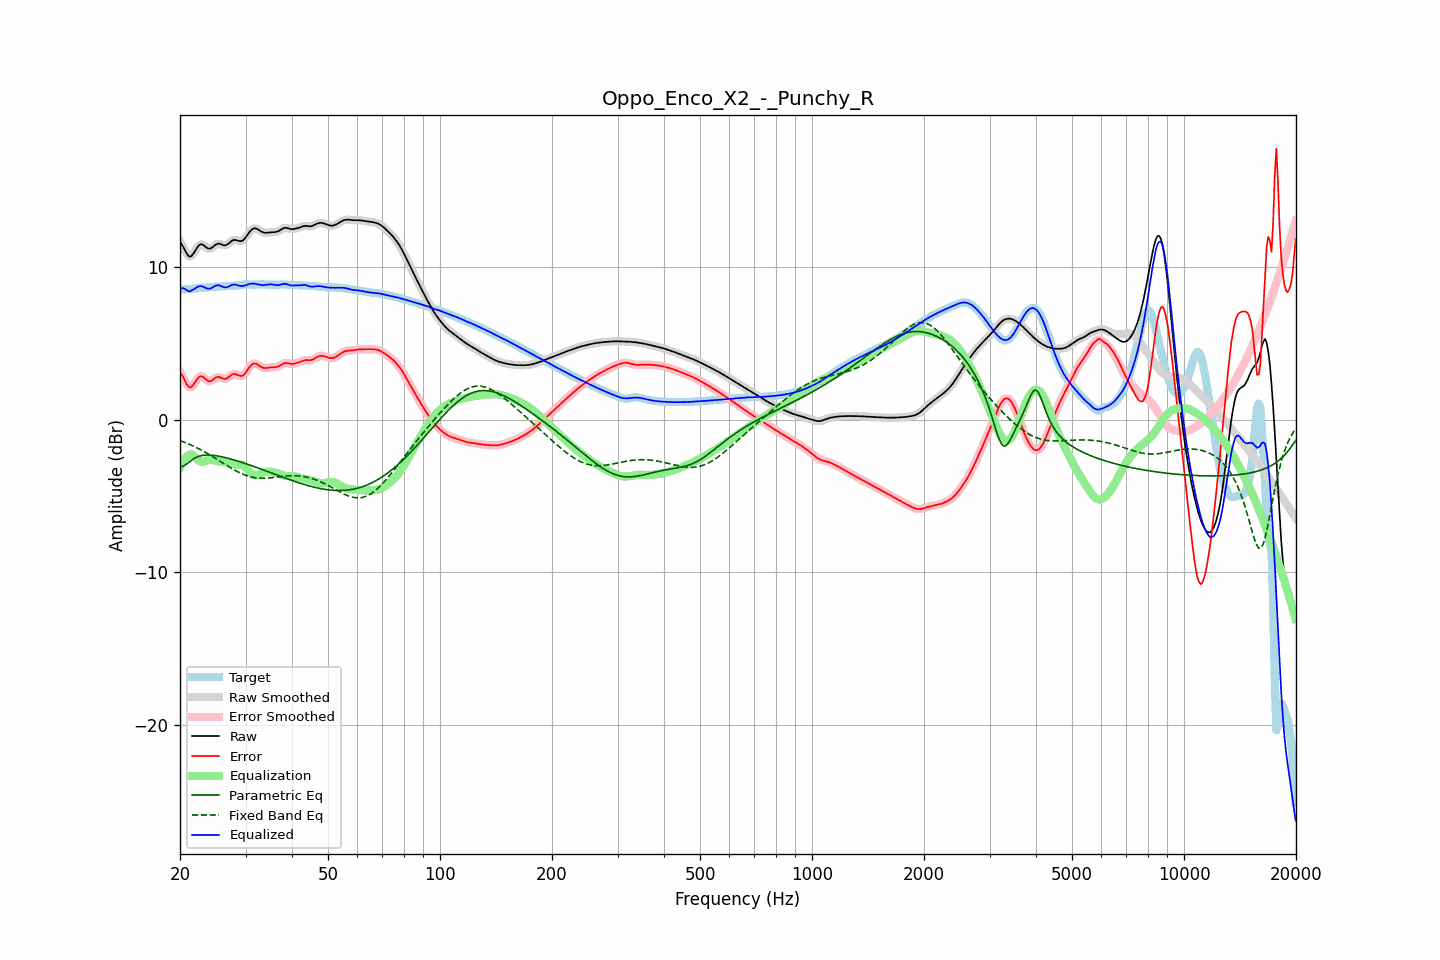 Oppo_Enco_X2_-_Punchy_R
Amplitude (dBr)
10
0
−10
−20
Target
Raw Smoothed
Error Smoothed
Raw
Error
Equalization
Parametric Eq
Fixed Band Eq
Equalized
20 50 100 200 500 1000 2000 5000 10000 20000
Frequency (Hz)